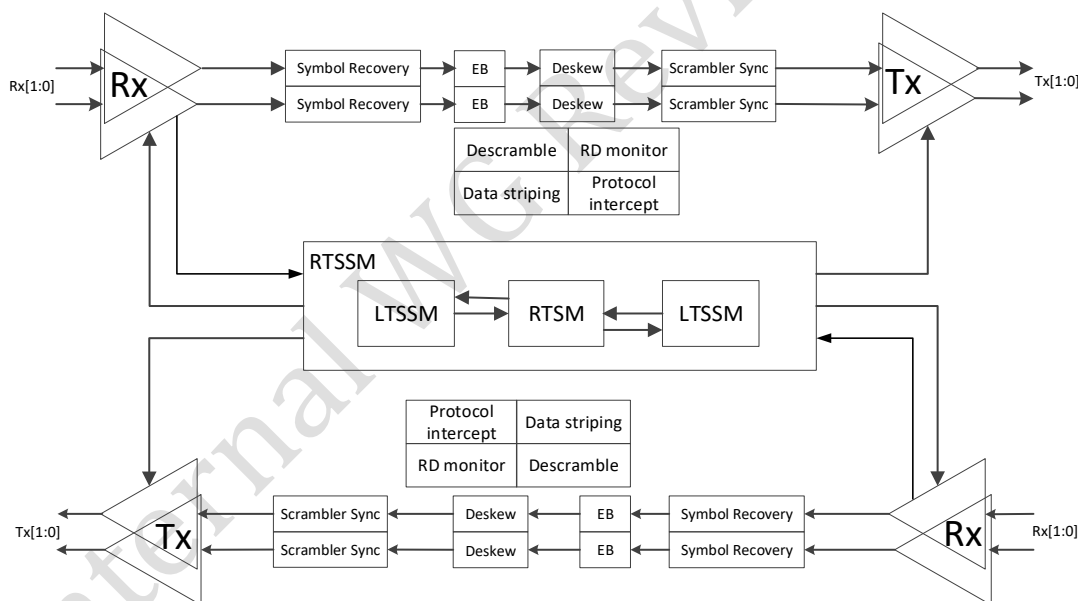 Rx[1:0]
Rx
Symbol Recovery
EB
Deskew
Scrambler Sync
Tx
Tx[1:0]
Symbol Recovery
EB
Deskew
Scrambler Sync
Descramble
RD monitor
Data striping
Protocol
intercept
RTSSM
LTSSM
RTSM
LTSSM
Protocol
intercept
Data striping
RD monitor
Descramble
Tx[1:0]
Tx
Scrambler Sync
Deskew
EB
Symbol Recovery
Rx
Rx[1:0]
Scrambler Sync
Deskew
EB
Symbol Recovery
ternal WG Revi